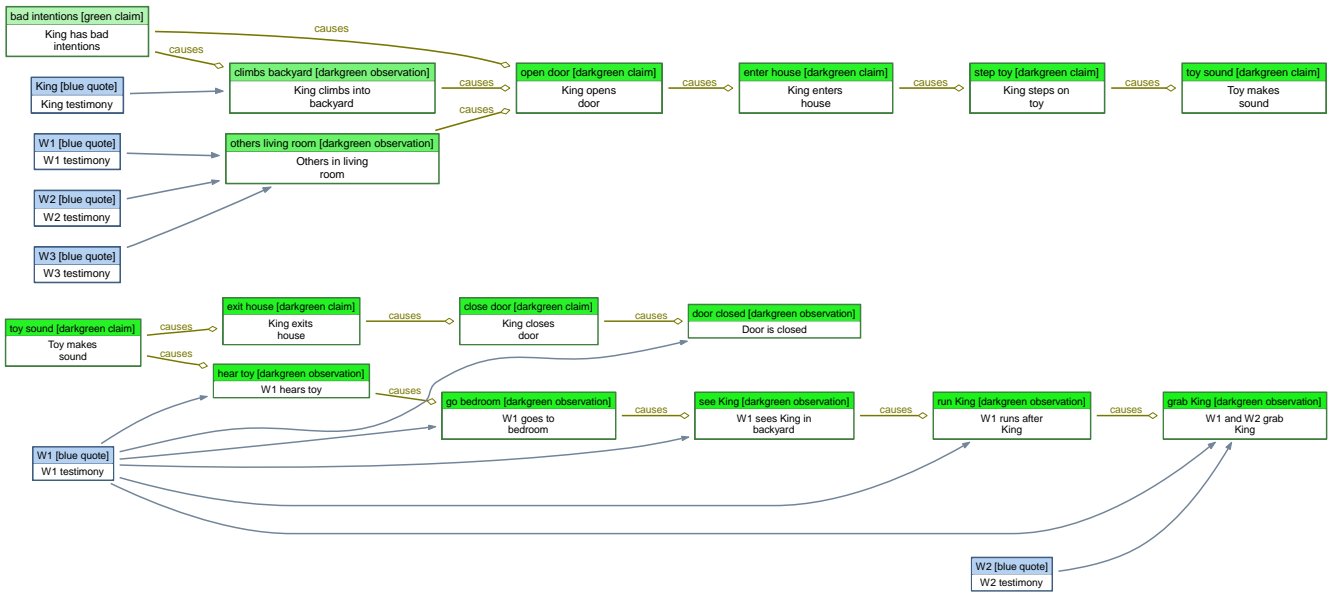 bad intentions [green claim]
King has bad
intentions
causes
causes
climbs backyard [darkgreen observation]
King climbs into
backyard
causes
King [blue quote]
King testimony
open door [darkgreen claim]
King opens
door
causes
enter house [darkgreen claim]
King enters
house
causes
step toy [darkgreen claim]
King steps on
toy
causes
toy sound [darkgreen claim]
Toy makes
sound
causes
W1 [blue quote]
W1 testimony
others living room [darkgreen observation]
Others in living
room
W2 [blue quote]
W2 testimony
W3 [blue quote]
W3 testimony
toy sound [darkgreen claim]
Toy makes
sound
causes
causes
exit house [darkgreen claim]
King exits
house
causes
close door [darkgreen claim]
King closes
door
causes
door closed [darkgreen observation]
Door is closed
hear toy [darkgreen observation]
W1 hears toy
causes
go bedroom [darkgreen observation]
W1 goes to
bedroom
causes
see King [darkgreen observation]
W1 sees King in
backyard
causes
run King [darkgreen observation]
W1 runs after
King
causes
grab King [darkgreen observation]
W1 and W2 grab
King
W1 [blue quote]
W1 testimony
W2 [blue quote]
W2 testimony